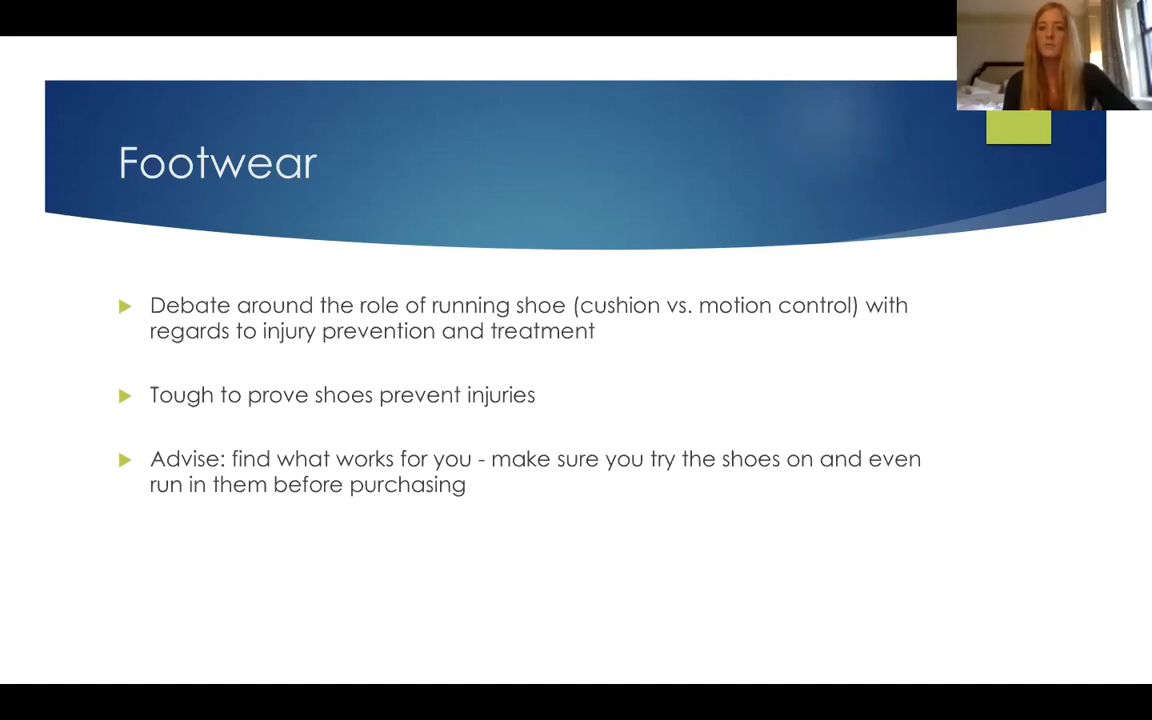 Footwear
Debate around the role of running shoe (cushion vs. motion control) with
regards to injury prevention and treatment
Tough to prove shoes prevent injuries
Advise: find what works for you - make sure you try the shoes on and even
run in them before purchasing